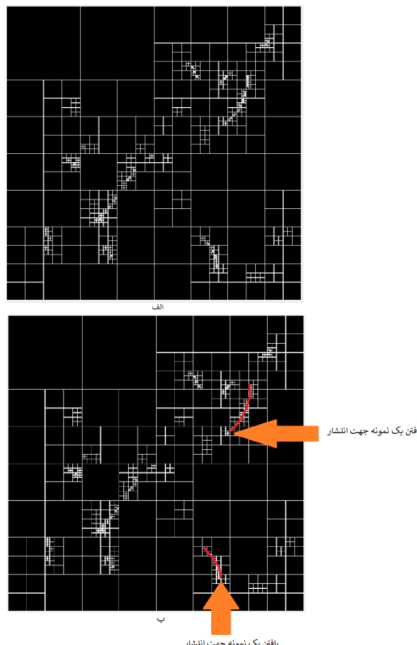 الف
فتن یک نمونه جهت انتشار
ب
یافتن یک نمونه جهت انتشار